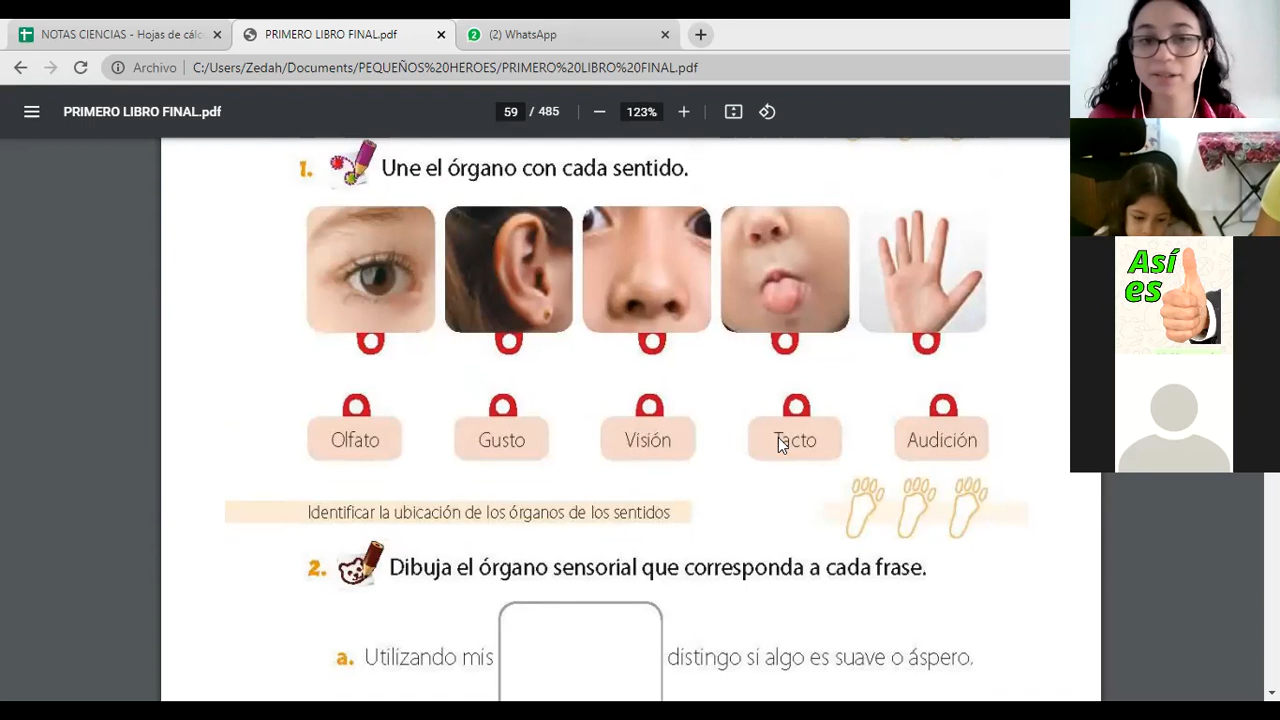 NOTAS CIENCIAS - Hojas de cálc
PRIMERO LIBRO FINAL.pdf
(2) WhatsApp
Archivo
C:/Users/Zedah/Documents/PEQUEÑOS%20HEROES/PRIMERO%20LIBRO%20FINAL.pdf
PRIMERO LIBRO FINAL.pdf
59 / 485
123%
1. Une el órgano con cada sentido.
Así es
Olfato
Gusto
Visión
Tacto
Audición
Identificar la ubicación de los órganos de los sentidos
2. Dibuja el órgano sensorial que corresponda a cada frase.
a. Utilizando mis
distingo si algo es suave o áspero.